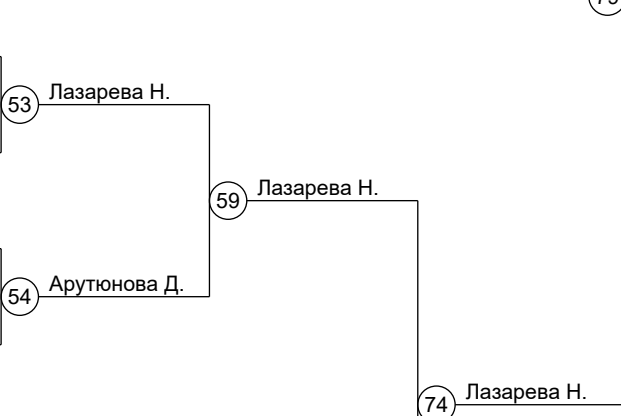 53 Лазарева Н.
59 Лазарева Н.
54 Арутюнова Д.
74 Лазарева Н.